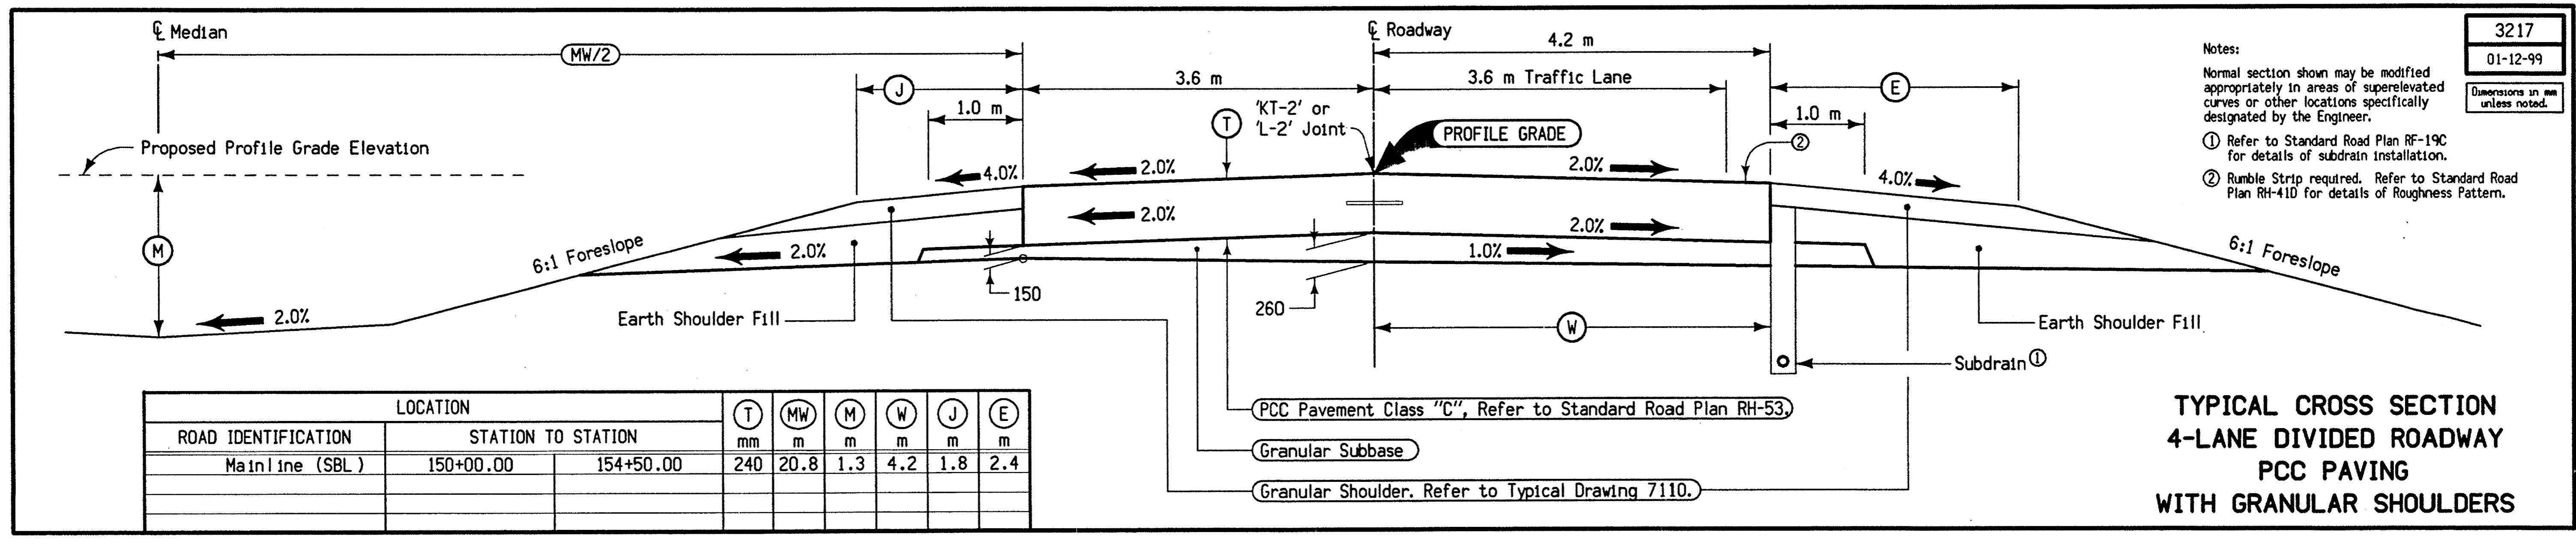 ℄ Median
℄ Roadway
MW/2
4.2 m
3.6 m
3.6 m Traffic Lane
J
E
1.0 m
1.0 m
T
'KT-2' or
'L-2' Joint
PROFILE GRADE
②
Proposed Profile Grade Elevation
4.0%
2.0%
2.0%
4.0%
2.0%
2.0%
M
6:1 Foreslope
2.0%
1.0%
6:1 Foreslope
150
260
2.0%
Earth Shoulder Fill
W
Earth Shoulder Fill
Subdrain ①
PCC Pavement Class "C", Refer to Standard Road Plan RH-53.
Granular Subbase
Granular Shoulder. Refer to Typical Drawing 7110.
Notes:
Normal section shown may be modified
appropriately in areas of superelevated
curves or other locations specifically
designated by the Engineer.
① Refer to Standard Road Plan RF-19C
for details of subdrain installation.
② Rumble Strip required. Refer to Standard Road
Plan RH-41D for details of Roughness Pattern.
3217
01-12-99
Dimensions in mm
unless noted.
LOCATION T MW M W J E
ROAD IDENTIFICATION STATION TO STATION mm m m m m m
Mainline (SBL) 150+00.00 154+50.00 240 20.8 1.3 4.2 1.8 2.4
TYPICAL CROSS SECTION
4-LANE DIVIDED ROADWAY
PCC PAVING
WITH GRANULAR SHOULDERS